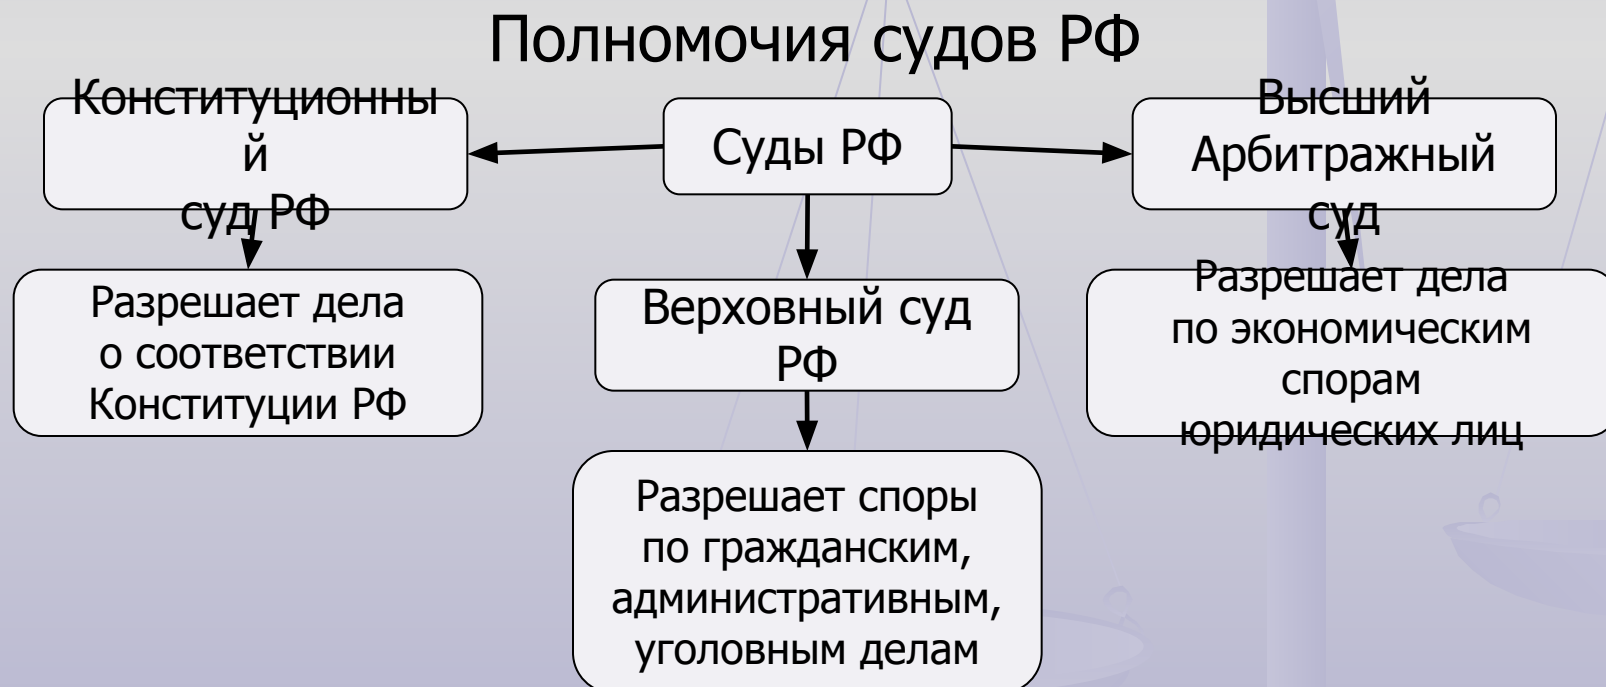 Полномочия судов РФ
Конституционны
й
суд РФ
Суды РФ
Высший
Арбитражный
суд
Разрешает дела
о соответствии
Конституции РФ
Верховный суд
РФ
Разрешает дела
по экономическим
спорам
юридических лиц
Разрешает споры
по гражданским,
административным,
уголовным делам